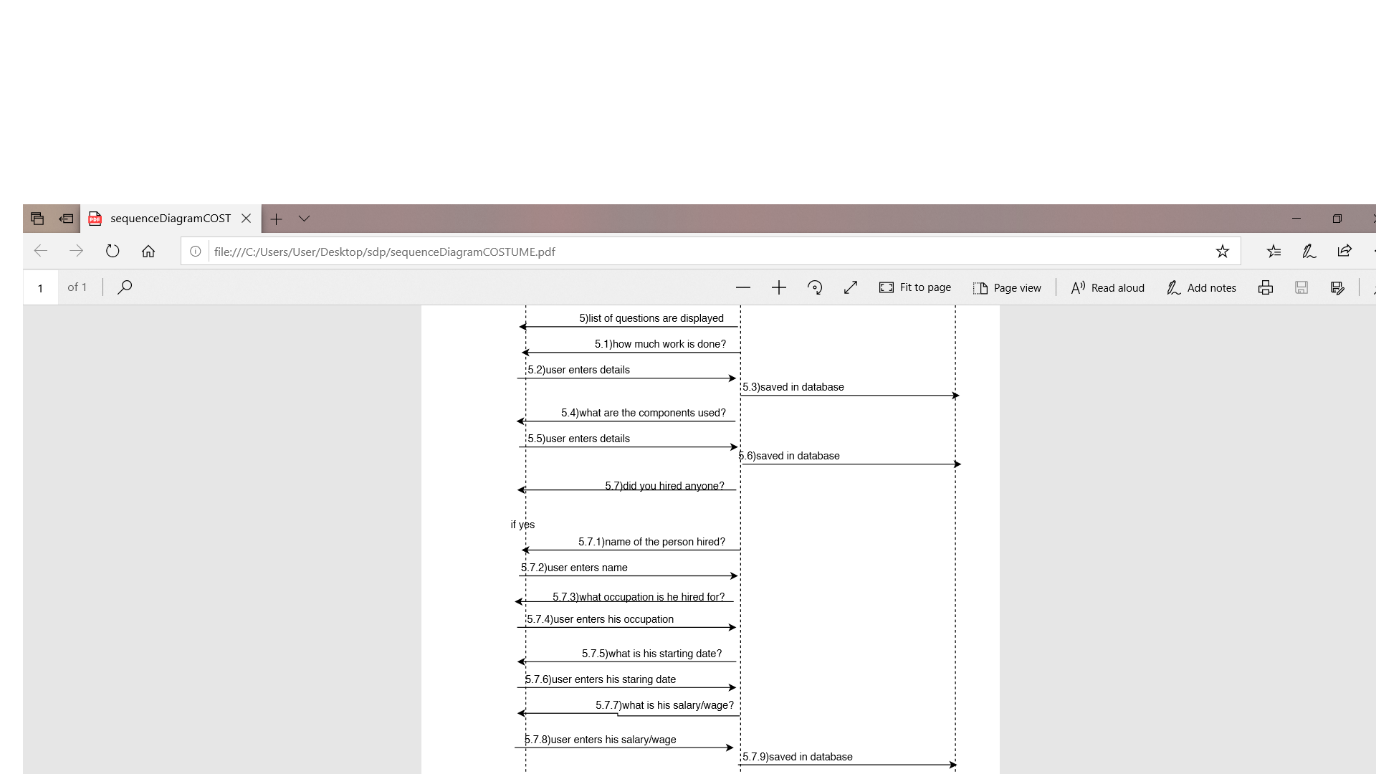 sequenceDiagramCOST
file:///C:/Users/User/Desktop/sdp/sequenceDiagramCOSTUME.pdf
1 of 1 Fit to page Page view Read aloud Add notes
5)list of questions are displayed
5.1)how much work is done?
5.2)user enters details
5.3)saved in database
5.4)what are the components used?
5.5)user enters details
5.6)saved in database
5.7)did you hired anyone?
if yes
5.7.1)name of the person hired?
5.7.2)user enters name
5.7.3)what occupation is he hired for?
5.7.4)user enters his occupation
5.7.5)what is his starting date?
5.7.6)user enters his staring date
5.7.7)what is his salary/wage?
5.7.8)user enters his salary/wage
5.7.9)saved in database